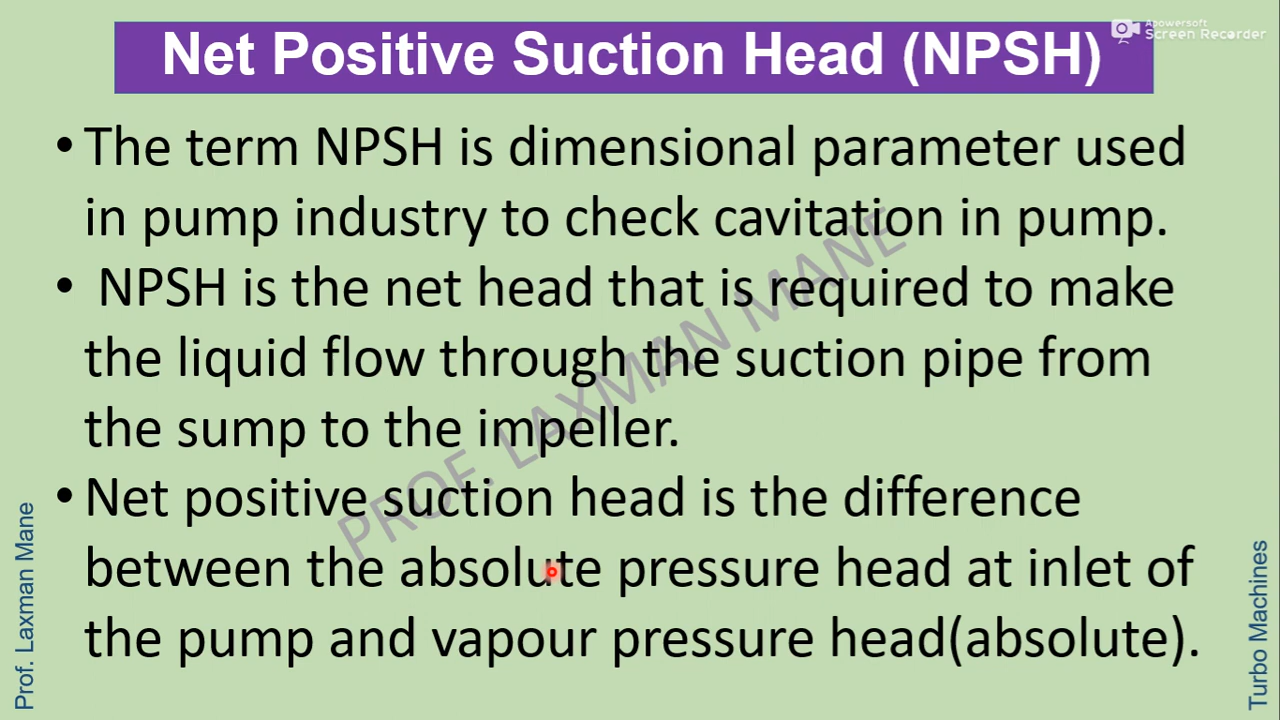 Net Positive Suction Head (NPSH)
Apowersoft
Screen Recorder
• The term NPSH is dimensional parameter used
in pump industry to check cavitation in pump.
• NPSH is the net head that is required to make
the liquid flow through the suction pipe from
the sump to the impeller.
• Net positive suction head is the difference
between the absolute pressure head at inlet of
the pump and vapour pressure head(absolute).
PROF. LAXMAN MANE
Prof. Laxman Mane
Turbo Machines